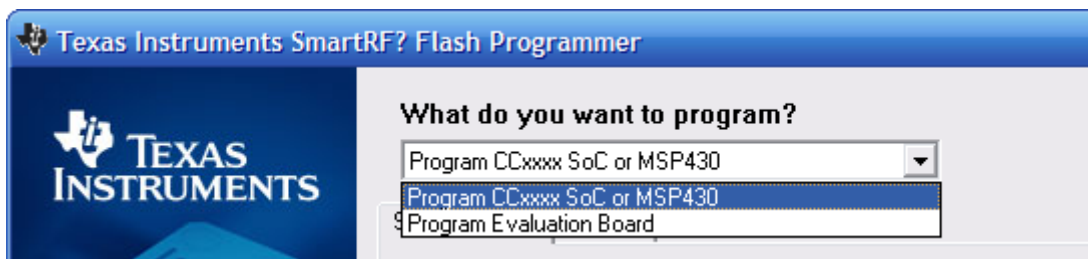 Texas Instruments SmartRF? Flash Programmer
TEXAS
INSTRUMENTS
What do you want to program?
Program CCxxxx SoC or MSP430
Program CCxxxx SoC or MSP430
Program Evaluation Board